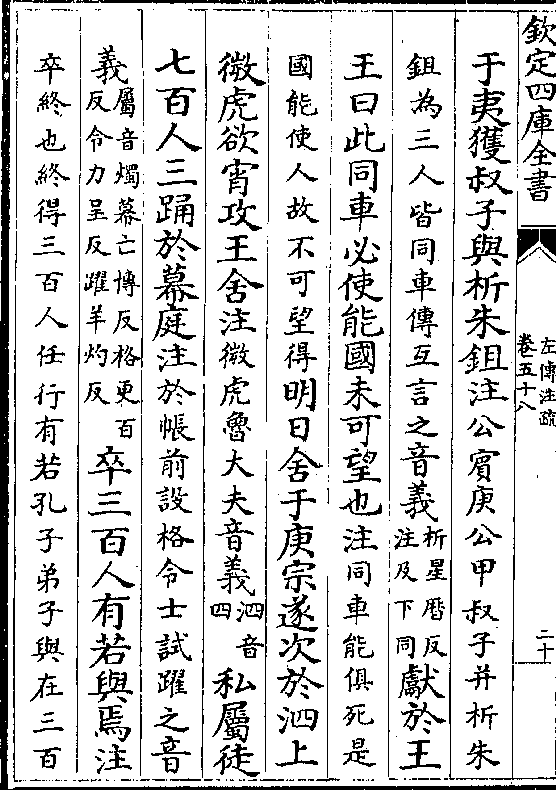 欽定四庫全書
左傳注疏
卷五十八
二十
于夷獲叔子與析朱鉏注公賓庚公甲叔子并析朱
鉏為三人皆同車傳互言之音義析星厯反注及下同獻於王
王曰此同車必使能國未可望也注同車能俱死是
國能使人故不可望得明日舍于庚宗遂次於泗上
微虎欲宵攻王舍注微虎魯大夫音義泗音四私屬徒
七百人三踊於幕庭注於帳前設格令士試躍之音
義屬音燭幕亡博反格更百反令力呈反躍羊灼反卒三百人有若與焉注
卒終也終得三百人任行有若孔子弟子與在三百